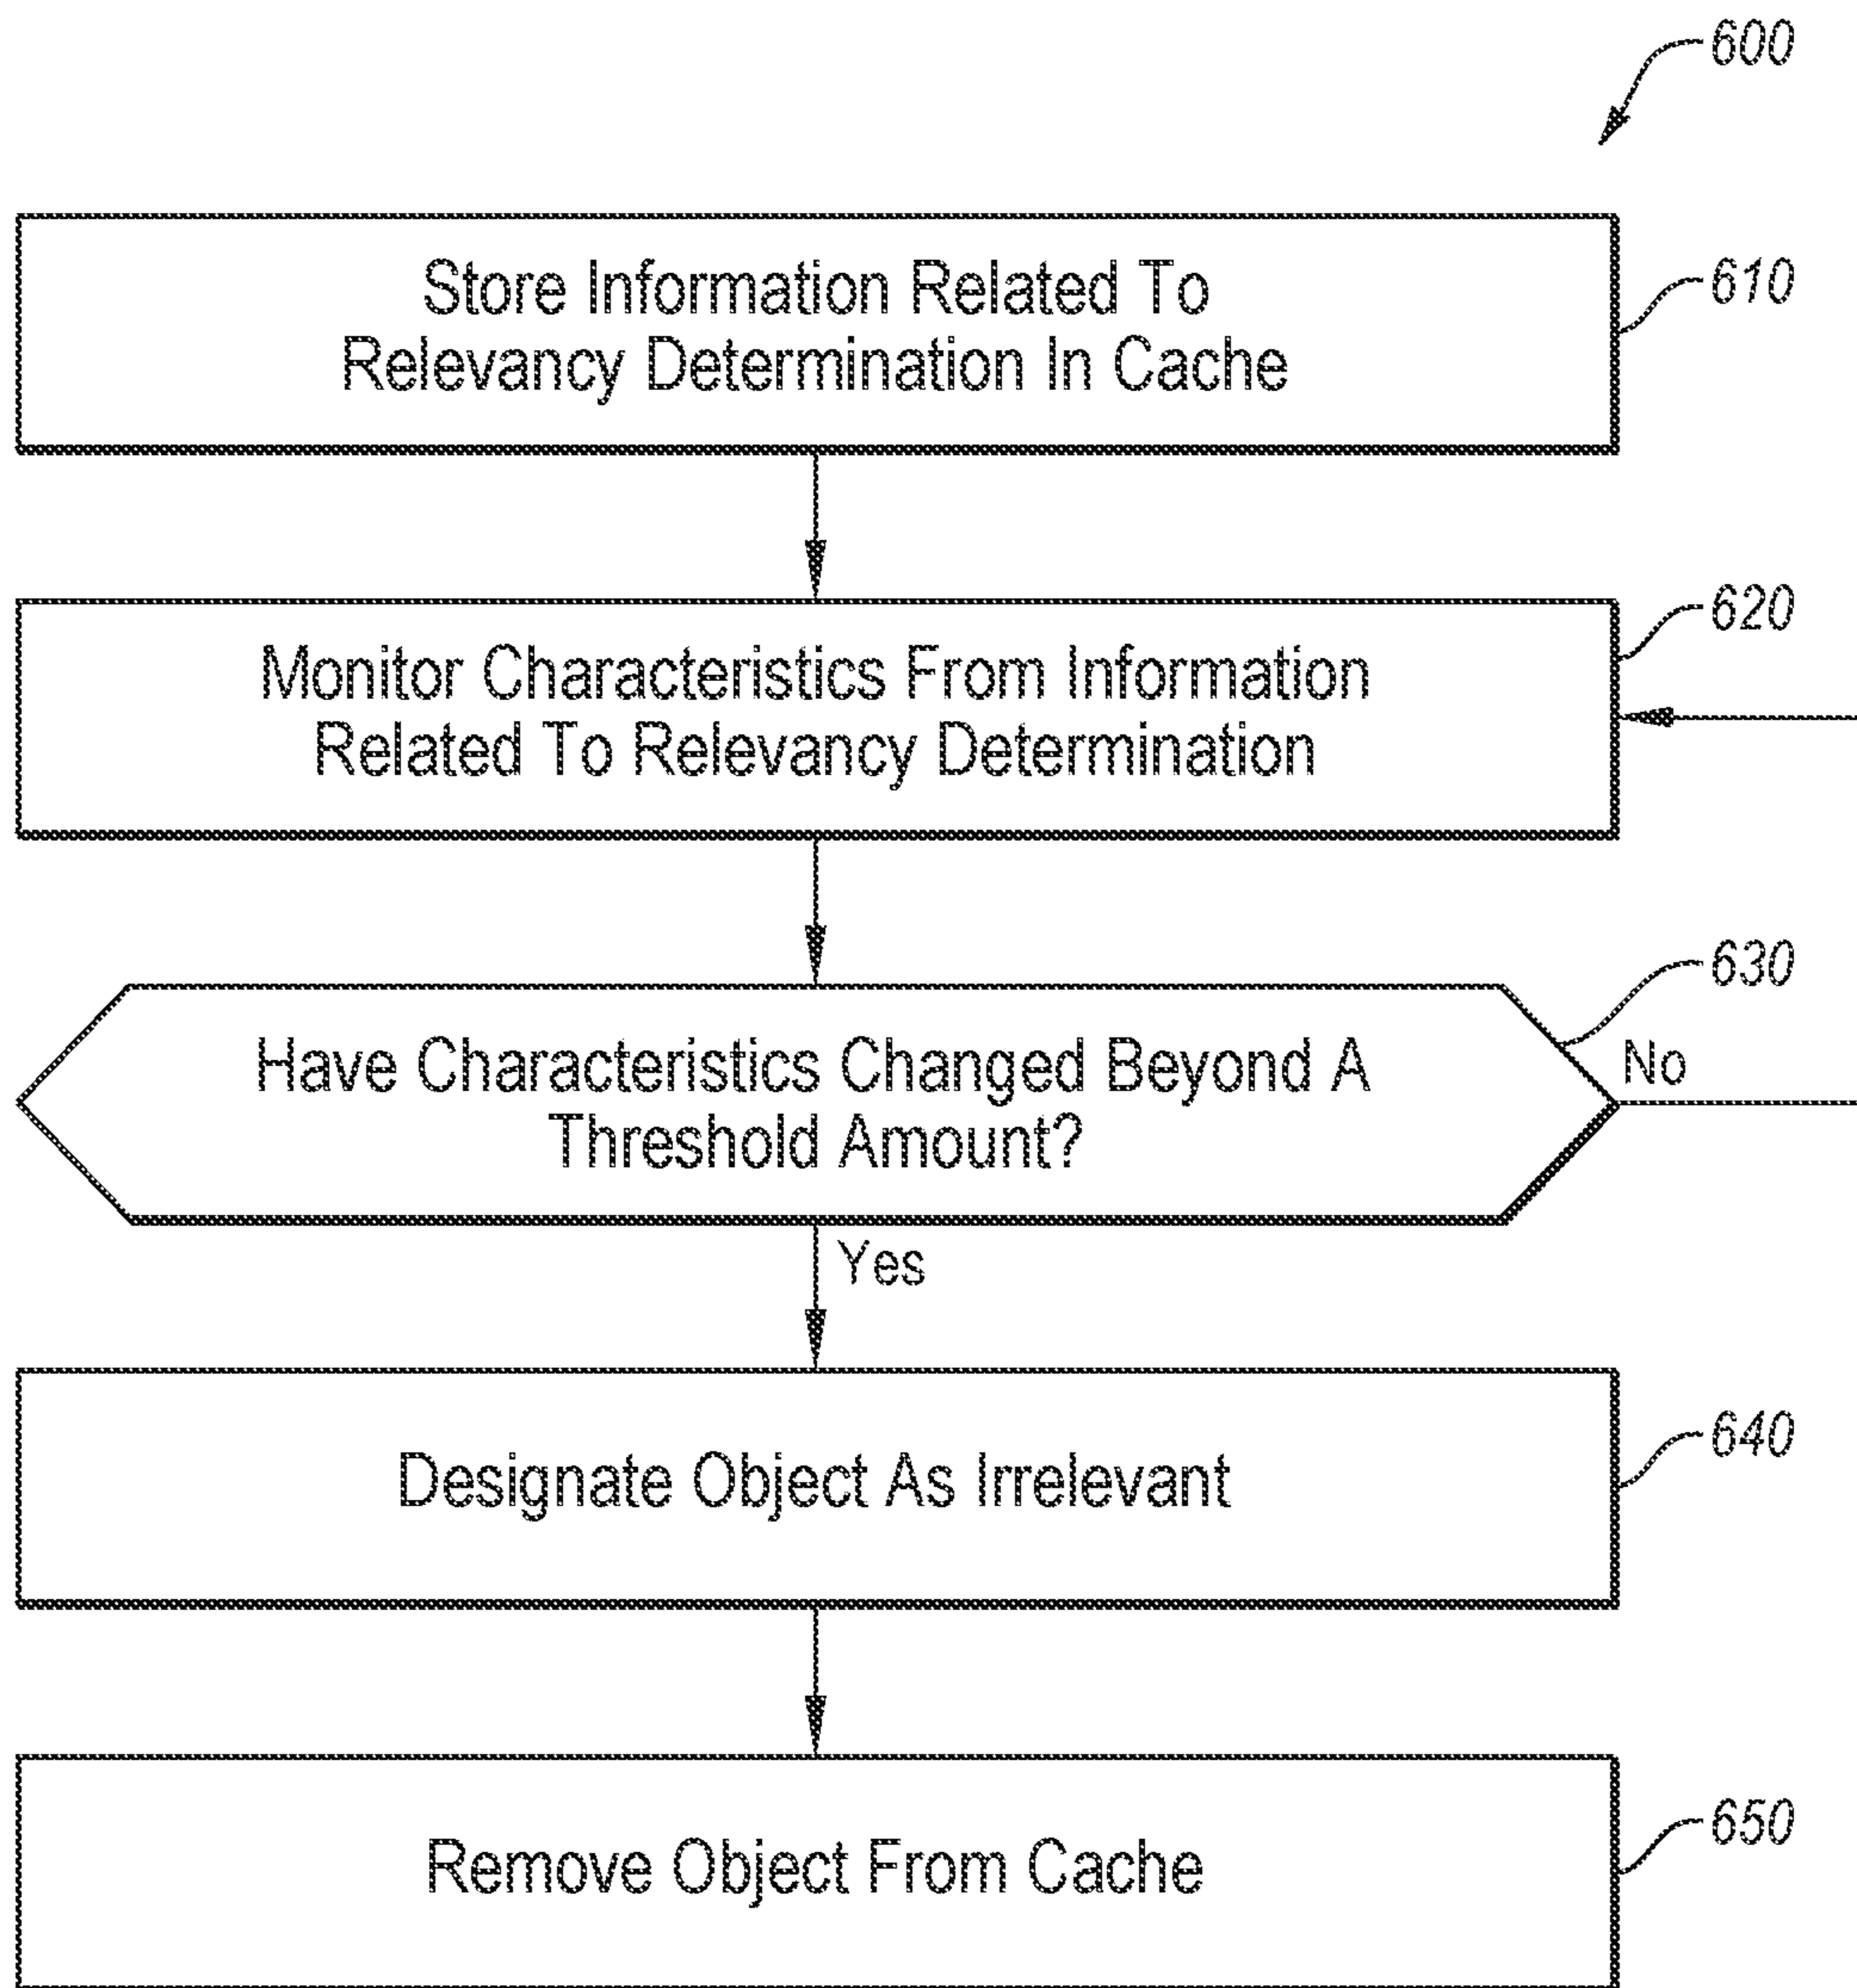 600
Store Information Related To
Relevancy Determination In Cache
610
Monitor Characteristics From Information
Related To Relevancy Determination
620
Have Characteristics Changed Beyond A
Threshold Amount?
630
No
Yes
Designate Object As Irrelevant
640
Remove Object From Cache
650